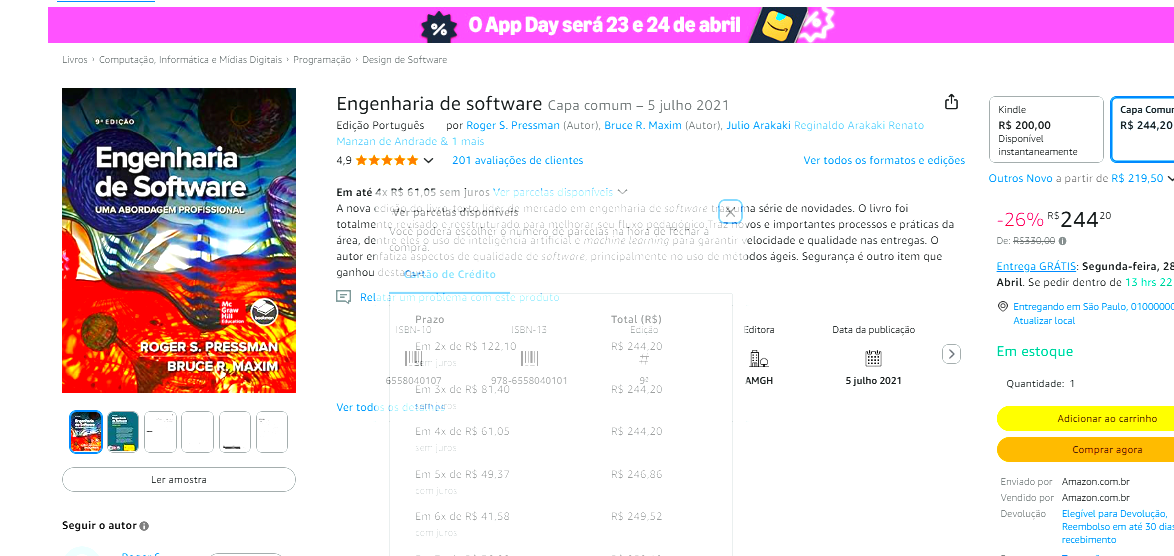 O App Day será 23 e 24 de abril
Livros › Computação, Informática e Mídias Digitais › Programação › Design de Software
9ª EDIÇÃO
Engenharia
de Software
UMA ABORDAGEM PROFISSIONAL
Mc
Graw
Hill
Education
bookman
ROGER S. PRESSMAN
BRUCE R. MAXIM
Ler amostra
Seguir o autor
Engenharia de software Capa comum – 5 julho 2021
Edição Português por Roger S. Pressman (Autor), Bruce R. Maxim (Autor), Julio Arakaki Reginaldo Arakaki Renato
Manzan de Andrade & 1 mais
4,9 201 avaliações de clientes Ver todos os formatos e edições
Em até 4x R$ 61,05 sem juros Ver parcelas disponíveis
A nova edição do livro texto líder de mercado em engenharia de software traz uma série de novidades. O livro foi
totalmente revisado e reestruturado para melhorar seu fluxo pedagógico. Traz novos e importantes processos e práticas da
área, dentre eles o uso de inteligência artificial e machine learning para garantir velocidade e qualidade nas entregas. O
autor enfatiza aspectos de qualidade de software, principalmente no uso de métodos ágeis. Segurança é outro item que
ganhou destaque.
Relatar um problema com este produto
Ver parcelas disponíveis
Você poderá escolher o número de parcelas na hora de fechar a
compra.
Cartão de Crédito
Prazo Total (R$)
Em 2x de R$ 122,10 R$ 244,20
sem juros
Em 3x de R$ 81,40 R$ 244,20
sem juros
Em 4x de R$ 61,05 R$ 244,20
sem juros
Em 5x de R$ 49,37 R$ 246,86
com juros
Em 6x de R$ 41,58 R$ 249,52
com juros
ISBN-10 ISBN-13 Edição Editora Data da publicação
#
6558040107 978-6558040101 9ª AMGH 5 julho 2021
Ver todos os
Kindle
R$ 200,00
Disponível
instantaneamente
Capa Comu
R$ 244,20
Outros Novo a partir de R$ 219,50
-26% R$ 244 20
De: R$330,00
Entrega GRÁTIS: Segunda-feira, 28
Abril. Se pedir dentro de 13 hrs 22
Entregando em São Paulo, 01000000
Atualizar local
Em estoque
Quantidade: 1
Adicionar ao carrinho
Comprar agora
Enviado por Amazon.com.br
Vendido por Amazon.com.br
Devolução Elegível para Devolução,
Reembolso em até 30 dias
recebimento